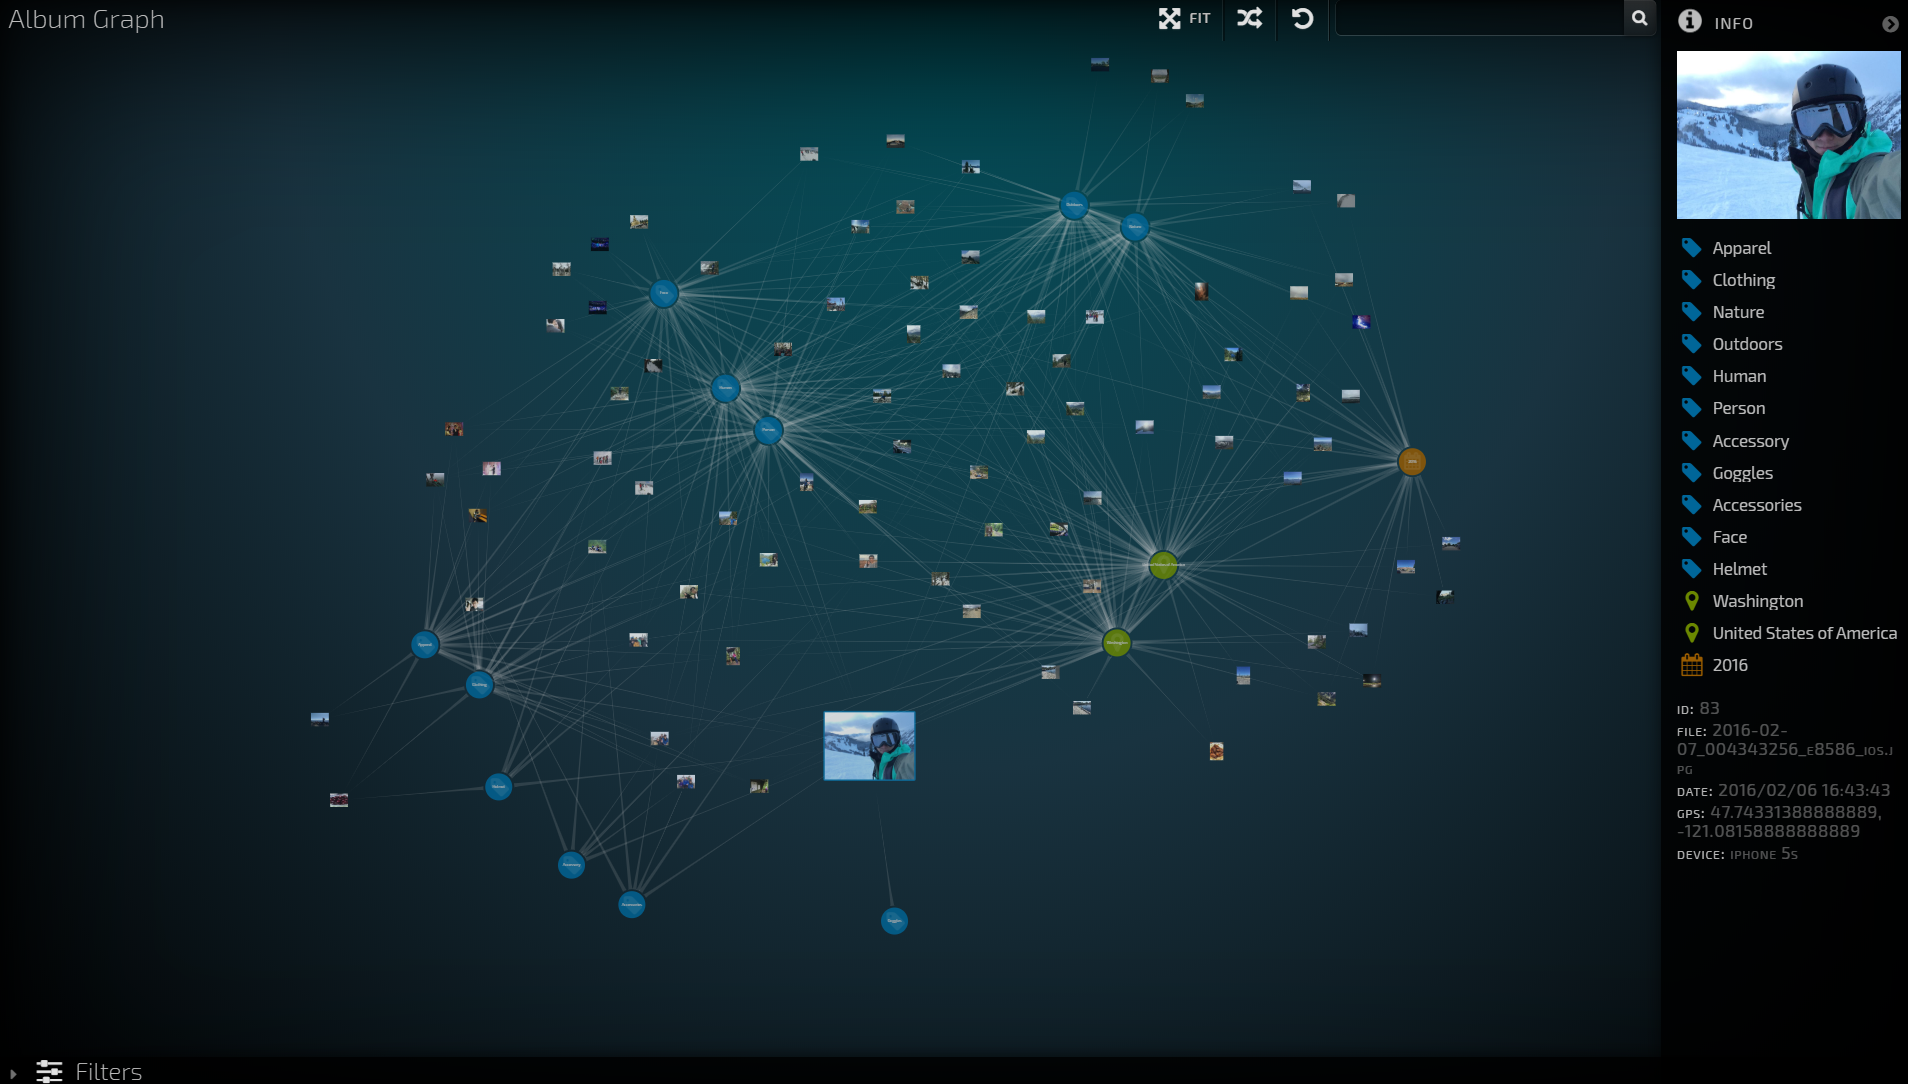 Album Graph
FIT
INFO
Apparel
Clothing
Nature
Outdoors
Human
Person
Accessory
Goggles
Accessories
Face
Helmet
Washington
United States of America
2016
ID: 83
FILE: 2016-02-
07_004343256_E8586_IOS.J
PG
DATE: 2016/02/06 16:43:43
GPS: 47.74331388888889,
-121.08158888888889
DEVICE: IPHONE 5S
Filters